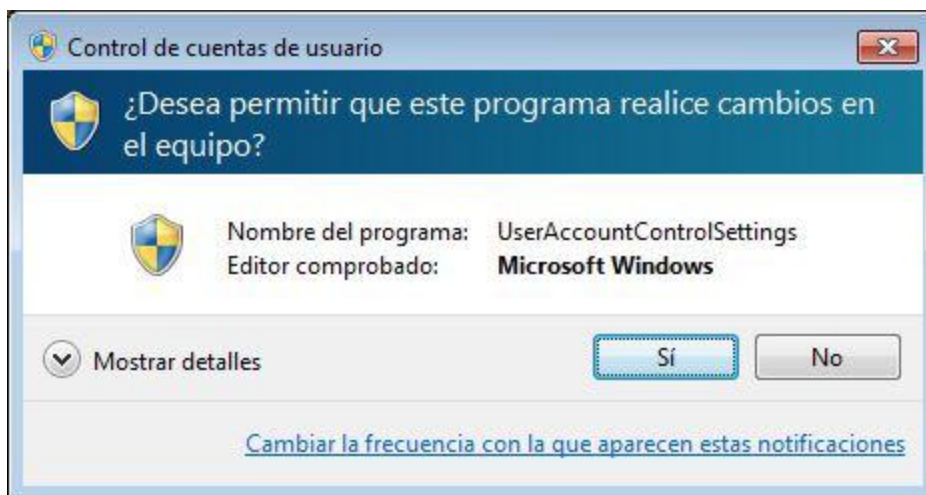 Control de cuentas de usuario
¿Desea permitir que este programa realice cambios en
el equipo?
Nombre del programa: UserAccountControlSettings
Editor comprobado: Microsoft Windows
Mostrar detalles
Sí
No
Cambiar la frecuencia con la que aparecen estas notificaciones